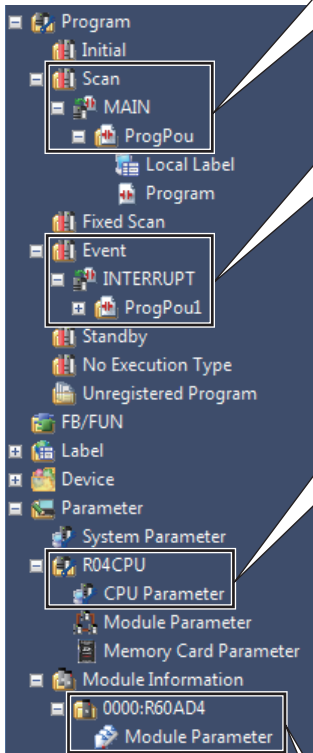 Program
Initial
Scan
MAIN
ProgPou
Local Label
Program
Fixed Scan
Event
INTERRUPT
ProgPou1
Standby
No Execution Type
Unregistered Program
FB/FUN
Label
Device
Parameter
System Parameter
R04CPU
CPU Parameter
Module Parameter
Memory Card Parameter
Module Information
0000:R60AD4
Module Parameter